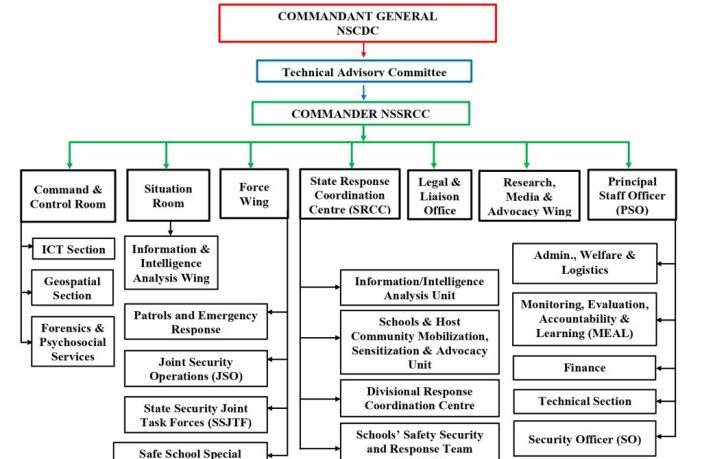 COMMANDANT GENERAL
NSCDC
Technical Advisory Committee
COMMANDER NSSRCC
Command &
Control Room
Situation
Room
Force
Wing
State Response
Coordination
Centre (SRCC)
Legal &
Liaison
Office
Research,
Media &
Advocacy Wing
Principal
Staff Officer
(PSO)
ICT Section
Geospatial
Section
Forensics &
Psychosocial
Services
Information &
Intelligence
Analysis Wing
Patrols and Emergency
Response
Joint Security
Operations (JSO)
State Security Joint
Task Forces (SSJTF)
Safe School Special
Information/Intelligence
Analysis Unit
Schools & Host
Community Mobilization,
Sensitization & Advocacy
Unit
Divisional Response
Coordination Centre
Schools’ Safety Security
and Response Team
Admin., Welfare &
Logistics
Monitoring, Evaluation,
Accountability &
Learning (MEAL)
Finance
Technical Section
Security Officer (SO)